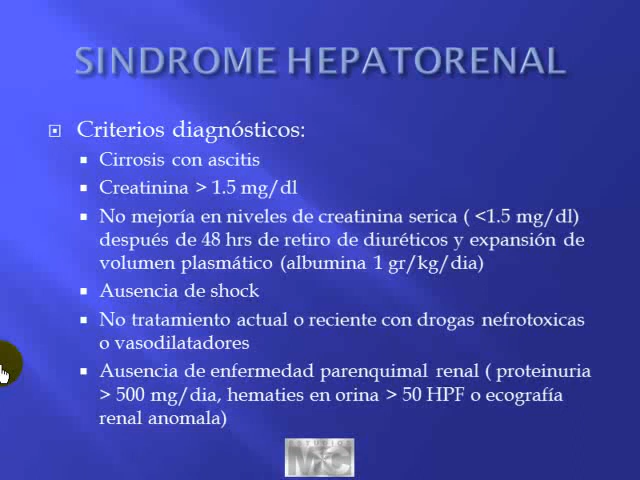 SINDROME HEPATORENAL
Criterios diagnósticos:
Cirrosis con ascitis
Creatinina > 1.5 mg/dl
No mejoría en niveles de creatinina serica ( <1.5 mg/dl)
después de 48 hrs de retiro de diuréticos y expansión de
volumen plasmático (albumina 1 gr/kg/dia)
Ausencia de shock
No tratamiento actual o reciente con drogas nefrotoxicas
o vasodilatadores
Ausencia de enfermedad parenquimal renal ( proteinuria
> 500 mg/dia, hematies en orina > 50 HPF o ecografía
renal anomala)
ESTUDIOS
MC